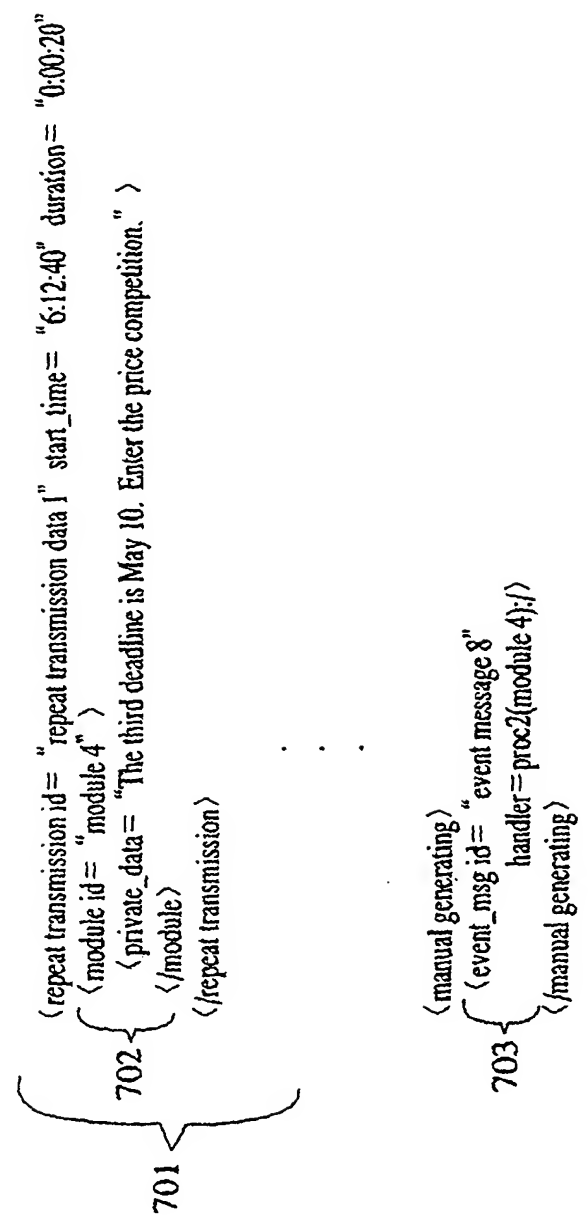 <repeat transmission id= "repeat transmission data 1" start_time= "6:12:40" duration= "0:00:20"
<module id= "module 4" >
<private_data= "The third deadline is May 10. Enter the price competition." >
</module>
</repeat transmission>
701
702
. . .
<manual generating>
<event_msg id= "event message 8"
handler=proc2(module 4);/>
</manual generating>
703